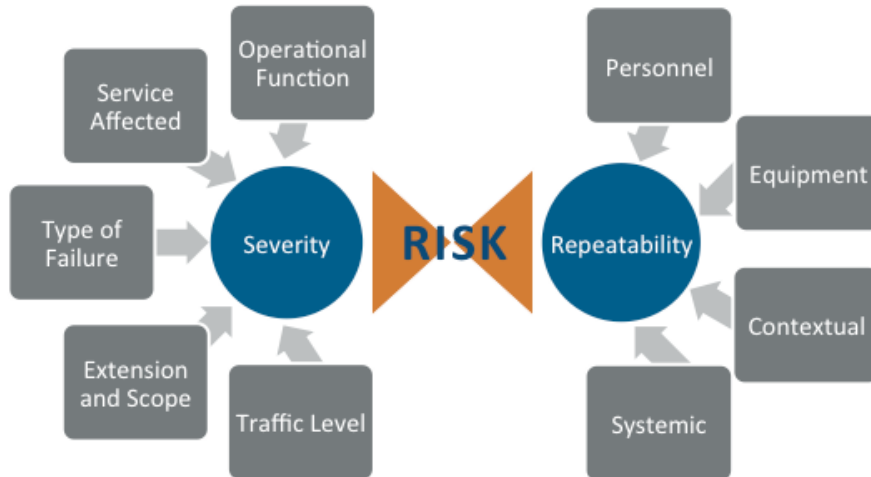 Operational
Function
Service
Affected
Type of
Failure
Extension
and Scope
Traffic Level
Severity
RISK
Repeatability
Personnel
Equipment
Contextual
Systemic